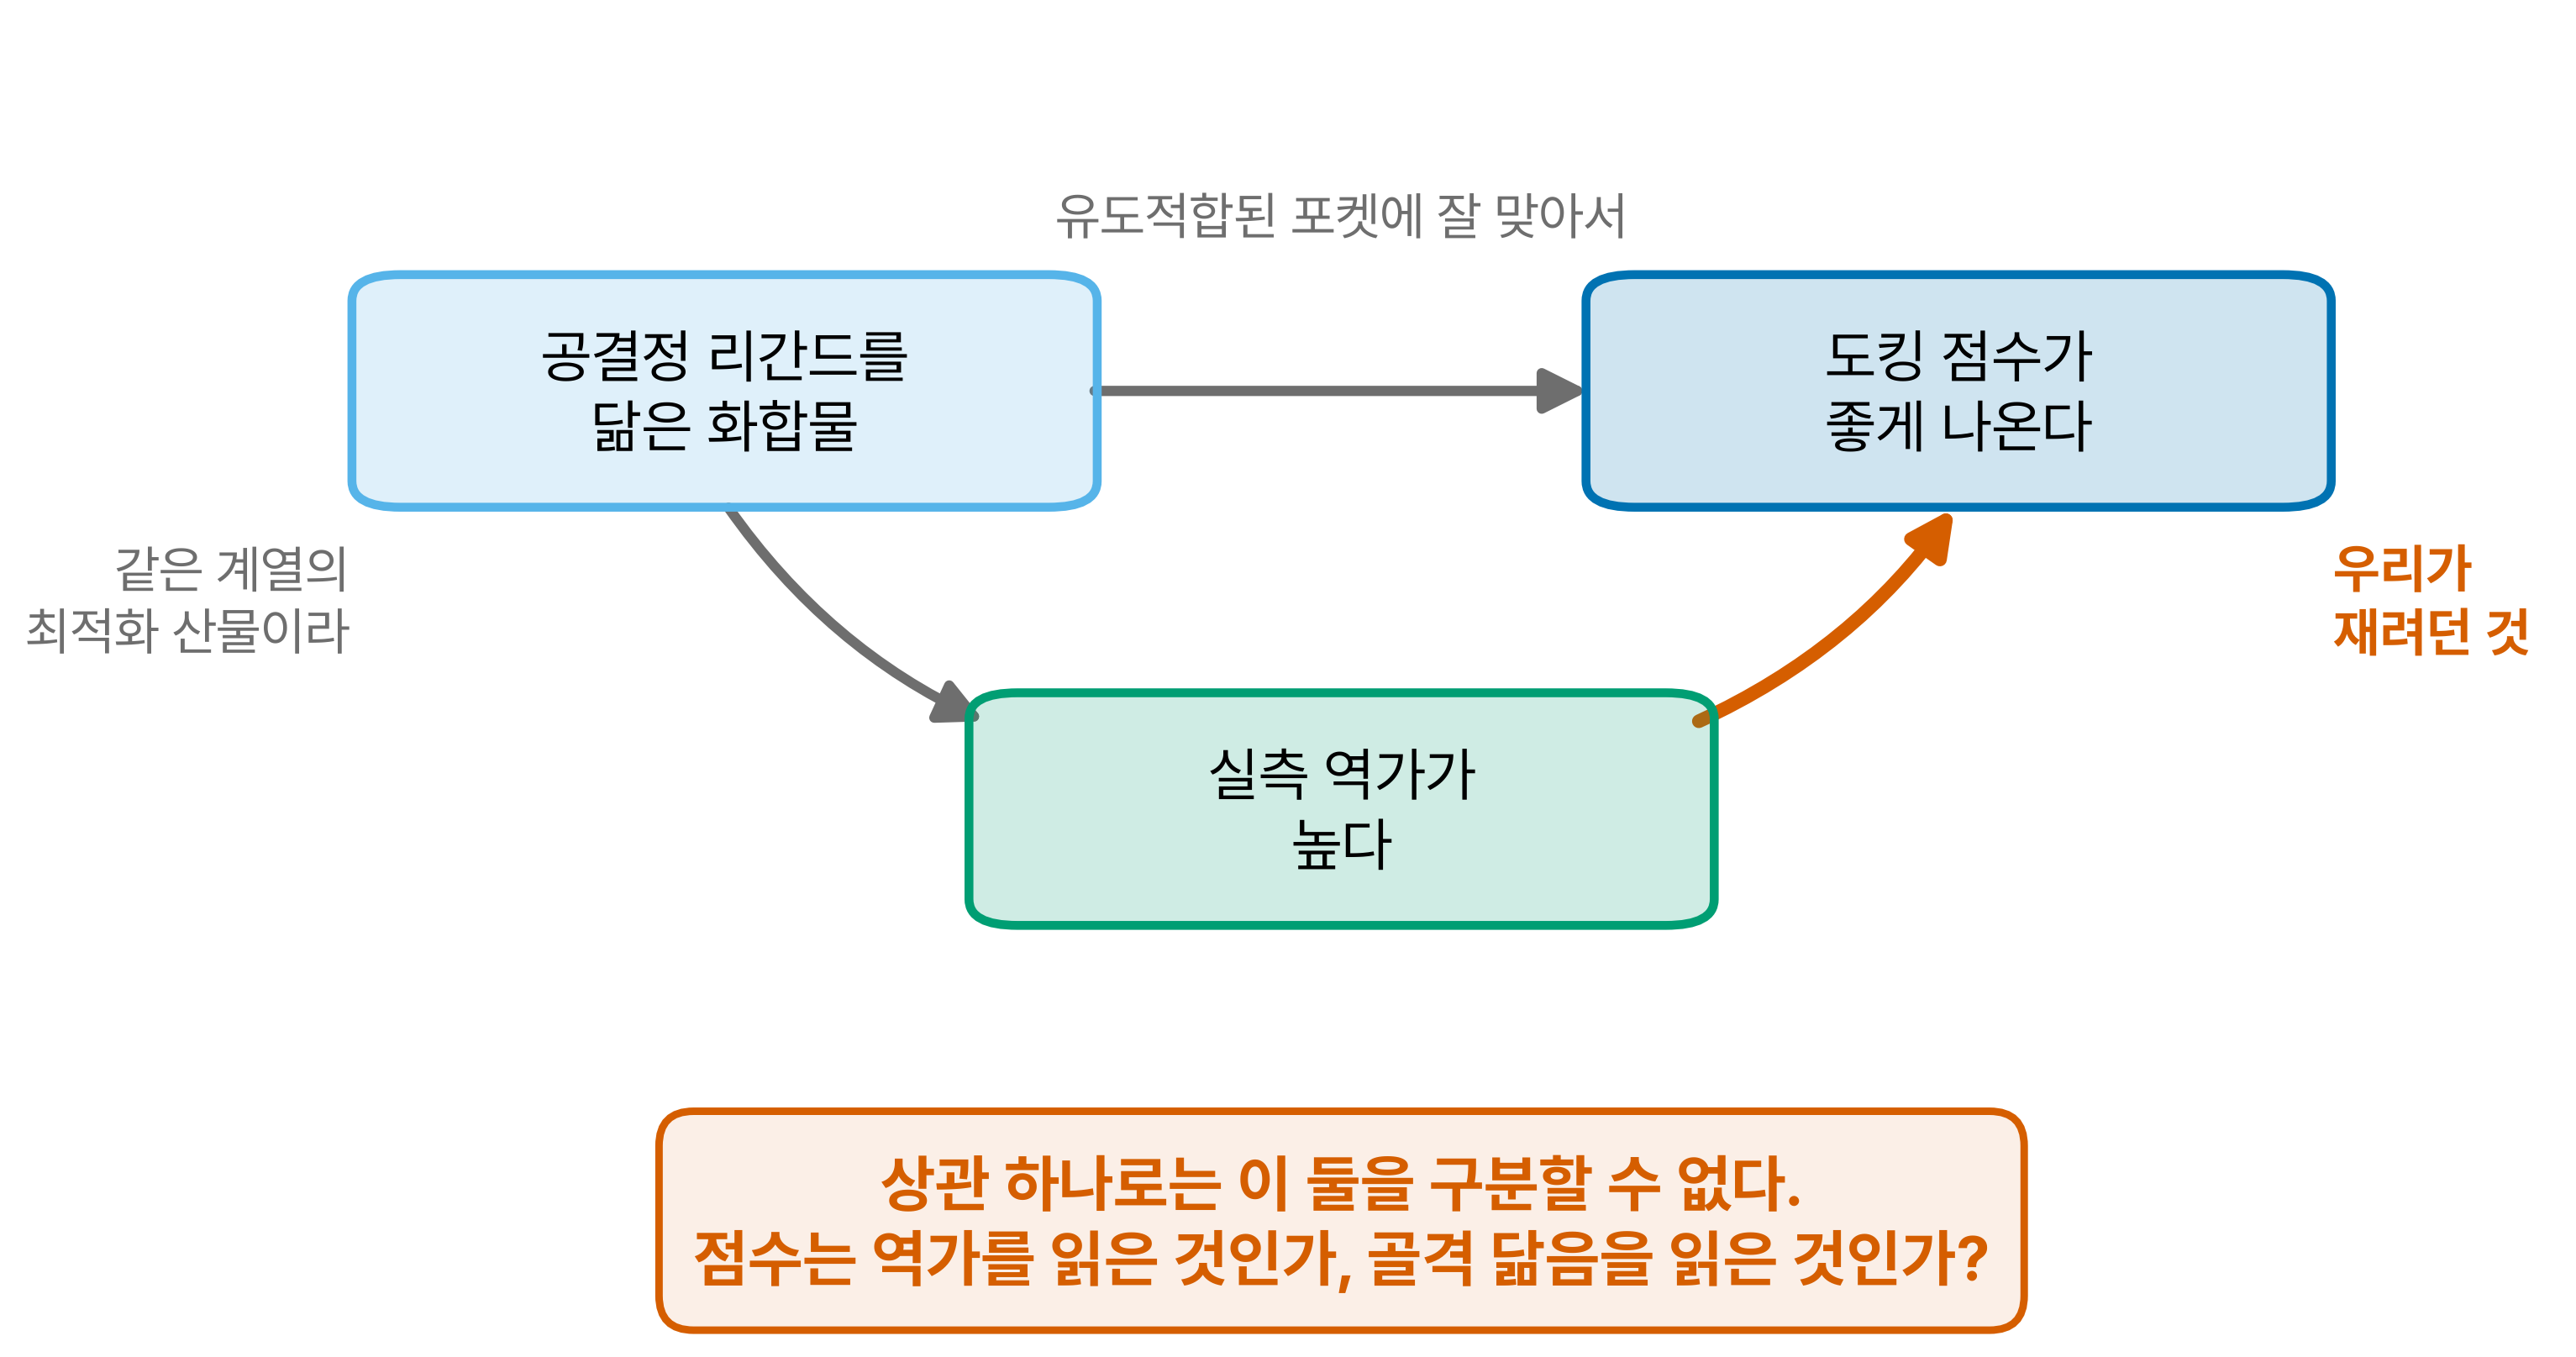 유도적합된 포켓에 잘 맞아서
공결정 리간드를
닮은 화합물
도킹 점수가
좋게 나온다
같은 계열의
최적화 산물이라
우리가
재려던 것
실측 역가가
높다
상관 하나로는 이 둘을 구분할 수 없다.
점수는 역가를 읽은 것인가, 골격 닮음을 읽은 것인가?